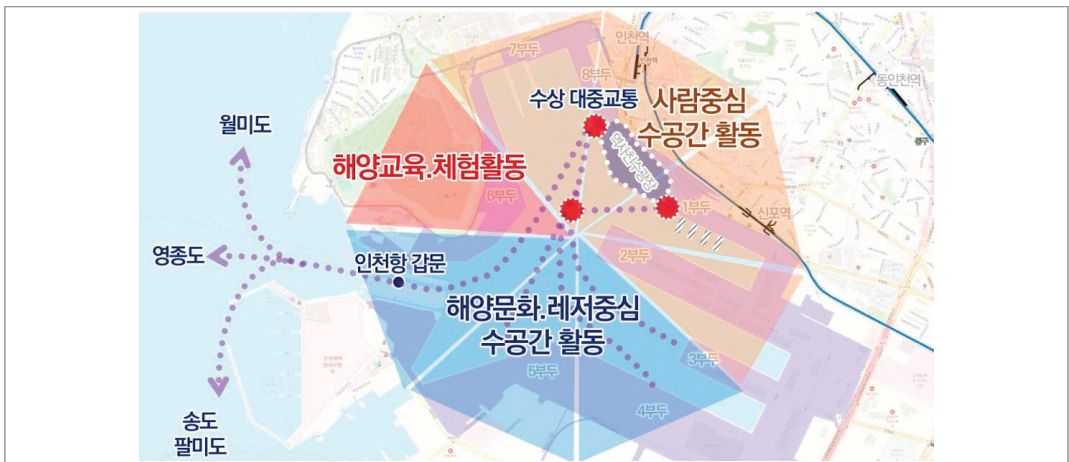 7부두
인천역
인천역
8부두
동인천역
수상 대중교통
사람중심
수공간 활동
월미도
해양교육.체험활동
6부두
1부두
신포역
영종도
인천항 갑문
2부두
해양문화.레저중심
수공간 활동
3부두
5부두
4부두
송도
팔미도